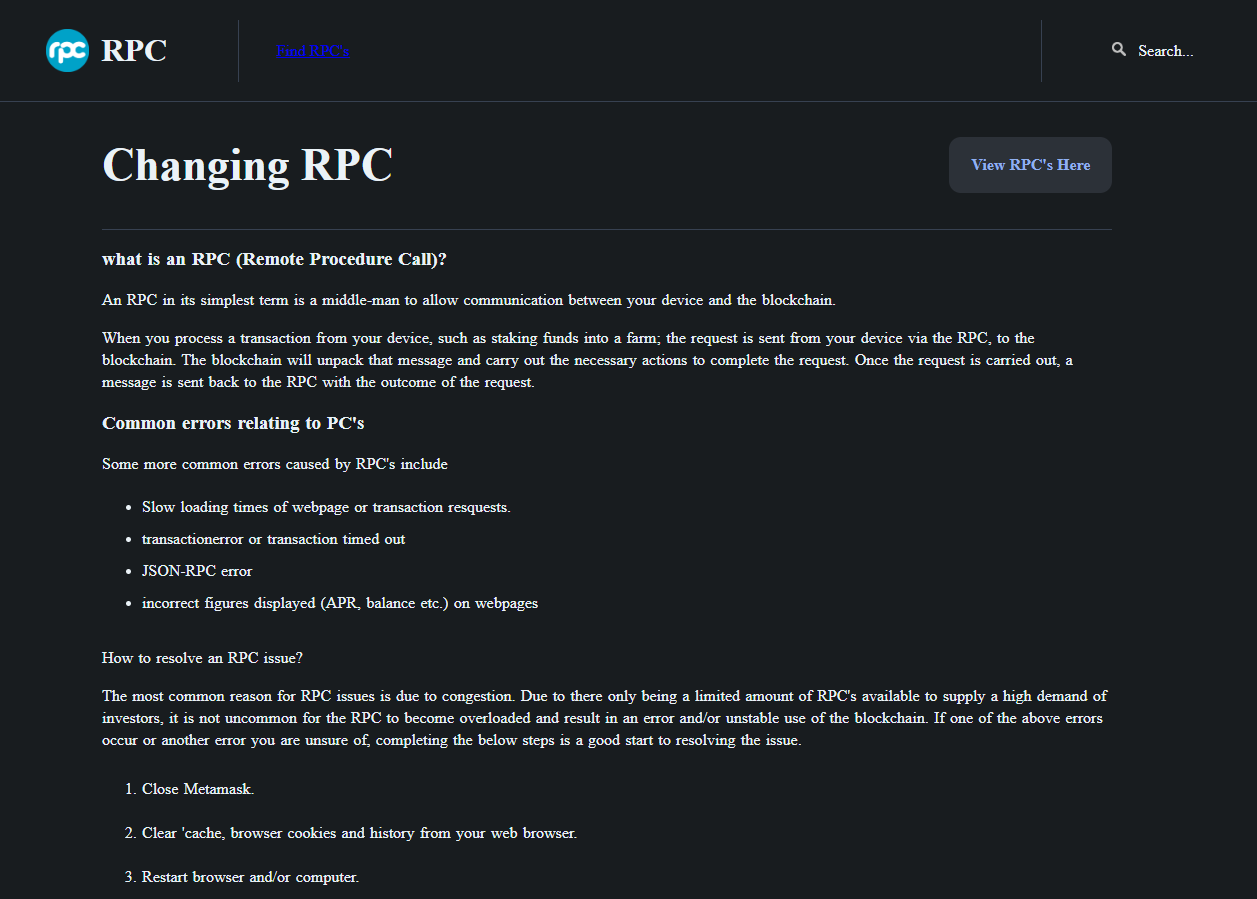 rpc RPC
Find RPC's
Search...
Changing RPC
View RPC's Here
what is an RPC (Remote Procedure Call)?
An RPC in its simplest term is a middle-man to allow communication between your device and the blockchain.
When you process a transaction from your device, such as staking funds into a farm; the request is sent from your device via the RPC, to the
blockchain. The blockchain will unpack that message and carry out the necessary actions to complete the request. Once the request is carried out, a
message is sent back to the RPC with the outcome of the request.
Common errors relating to PC's
Some more common errors caused by RPC's include
• Slow loading times of webpage or transaction resquests.
• transactionerror or transaction timed out
• JSON-RPC error
• incorrect figures displayed (APR, balance etc.) on webpages
How to resolve an RPC issue?
The most common reason for RPC issues is due to congestion. Due to there only being a limited amount of RPC's available to supply a high demand of
investors, it is not uncommon for the RPC to become overloaded and result in an error and/or unstable use of the blockchain. If one of the above errors
occur or another error you are unsure of, completing the below steps is a good start to resolving the issue.
1. Close Metamask.
2. Clear 'cache, browser cookies and history from your web browser.
3. Restart browser and/or computer.